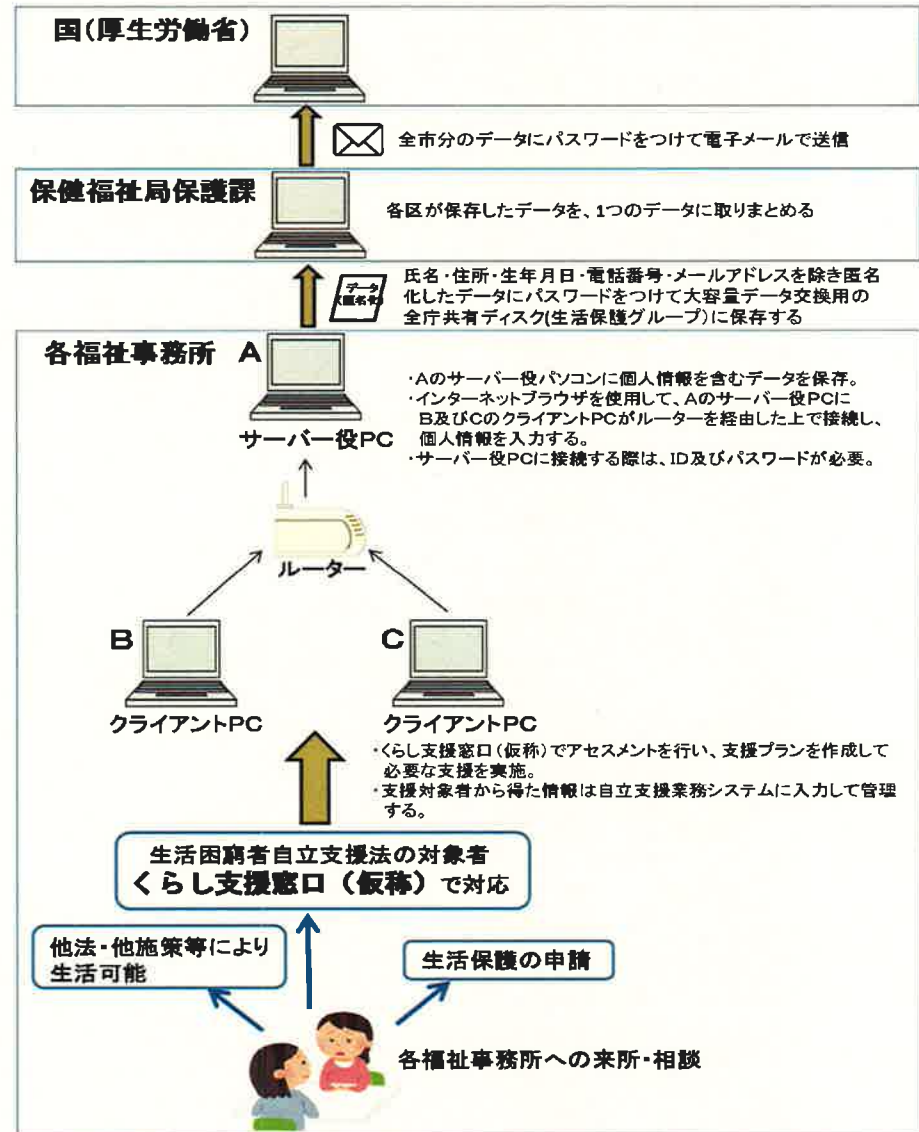 国(厚生労働省)
全市分のデータにパスワードをつけて電子メールで送信
保健福祉局保護課
各区が保存したデータを、1つのデータに取りまとめる
データ
(匿名化)
氏名・住所・生年月日・電話番号・メールアドレスを除き匿名
化したデータにパスワードをつけて大容量データ交換用の
全庁共有ディスク(生活保護グループ)に保存する
各福祉事務所
A
サーバー役PC
・Aのサーバー役パソコンに個人情報を含むデータを保存。
・インターネットブラウザを使用して、Aのサーバー役PCに
B及びCのクライアントPCがルーターを経由した上で接続し、
個人情報を入力する。
・サーバー役PCに接続する際は、ID及びパスワードが必要。
ルーター
B
クライアントPC
C
クライアントPC
・くらし支援窓口(仮称)でアセスメントを行い、支援プランを作成して
必要な支援を実施。
・支援対象者から得た情報は自立支援業務システムに入力して管理
する。
生活困窮者自立支援法の対象者
くらし支援窓口(仮称)で対応
他法・他施策等により
生活可能
生活保護の申請
各福祉事務所への来所・相談